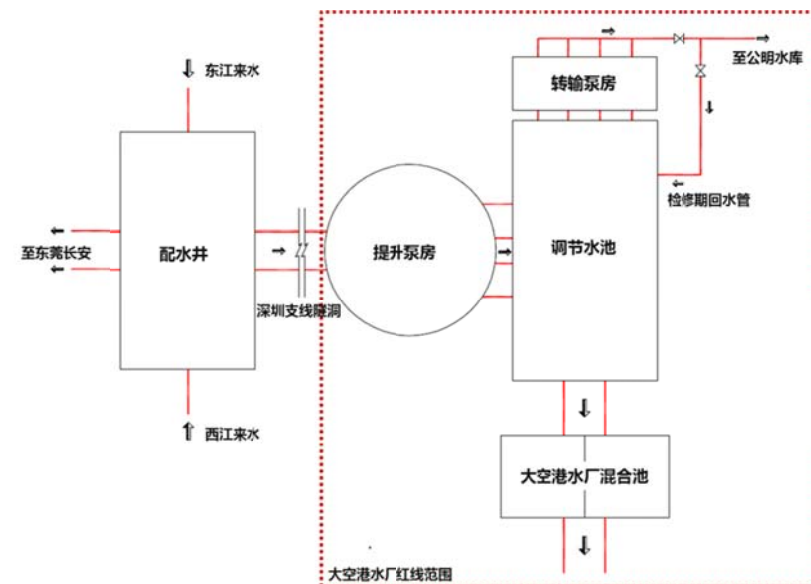 至公明水库
转输泵房
东江来水
检修期回水管
至东莞长安
配水井
提升泵房
调节水池
深圳支线隧洞
西江来水
大空港水厂混合池
大空港水厂红线范围